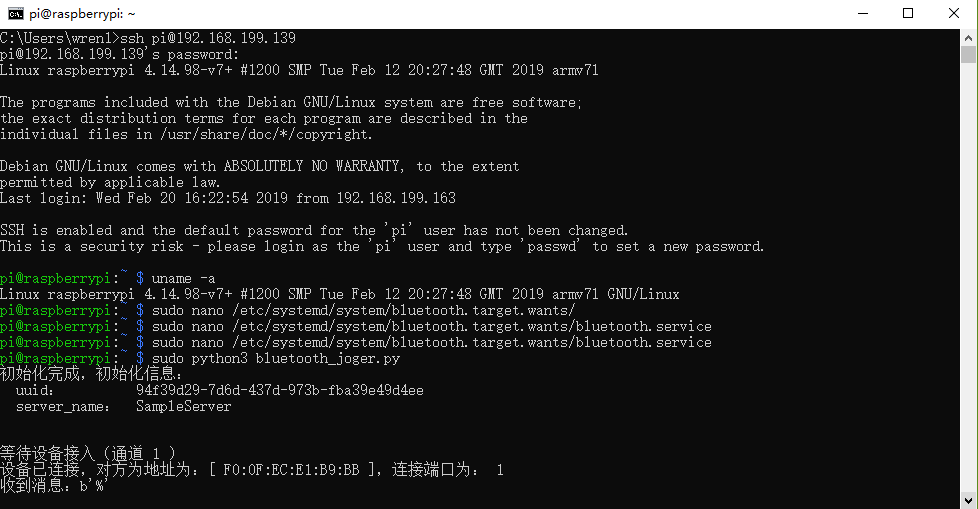 pi@raspberrypi: ~
C:\Users\wren1>ssh pi@192.168.199.139
pi@192.168.199.139's password:
Linux raspberrypi 4.14.98-v7+ #1200 SMP Tue Feb 12 20:27:48 GMT 2019 armv7l

The programs included with the Debian GNU/Linux system are free software;
the exact distribution terms for each program are described in the
individual files in /usr/share/doc/*/copyright.

Debian GNU/Linux comes with ABSOLUTELY NO WARRANTY, to the extent
permitted by applicable law.
Last login: Wed Feb 20 16:22:54 2019 from 192.168.199.163

SSH is enabled and the default password for the 'pi' user has not been changed.
This is a security risk - please login as the 'pi' user and type 'passwd' to set a new password.

pi@raspberrypi:~ $ uname -a
Linux raspberrypi 4.14.98-v7+ #1200 SMP Tue Feb 12 20:27:48 GMT 2019 armv7l GNU/Linux
pi@raspberrypi:~ $ sudo nano /etc/systemd/system/bluetooth.target.wants/
pi@raspberrypi:~ $ sudo nano /etc/systemd/system/bluetooth.target.wants/bluetooth.service
pi@raspberrypi:~ $ sudo nano /etc/systemd/system/bluetooth.target.wants/bluetooth.service
pi@raspberrypi:~ $ sudo python3 bluetooth_joger.py
初始化完成，初始化信息：
  uuid：         94f39d29-7d6d-437d-973b-fba39e49d4ee
  server_name：  SampleServer

等待设备接入（通道 1 ）
设备已连接，对方为地址为：[ F0:0F:EC:E1:B9:BB ]，连接端口为： 1
收到消息：b'%'